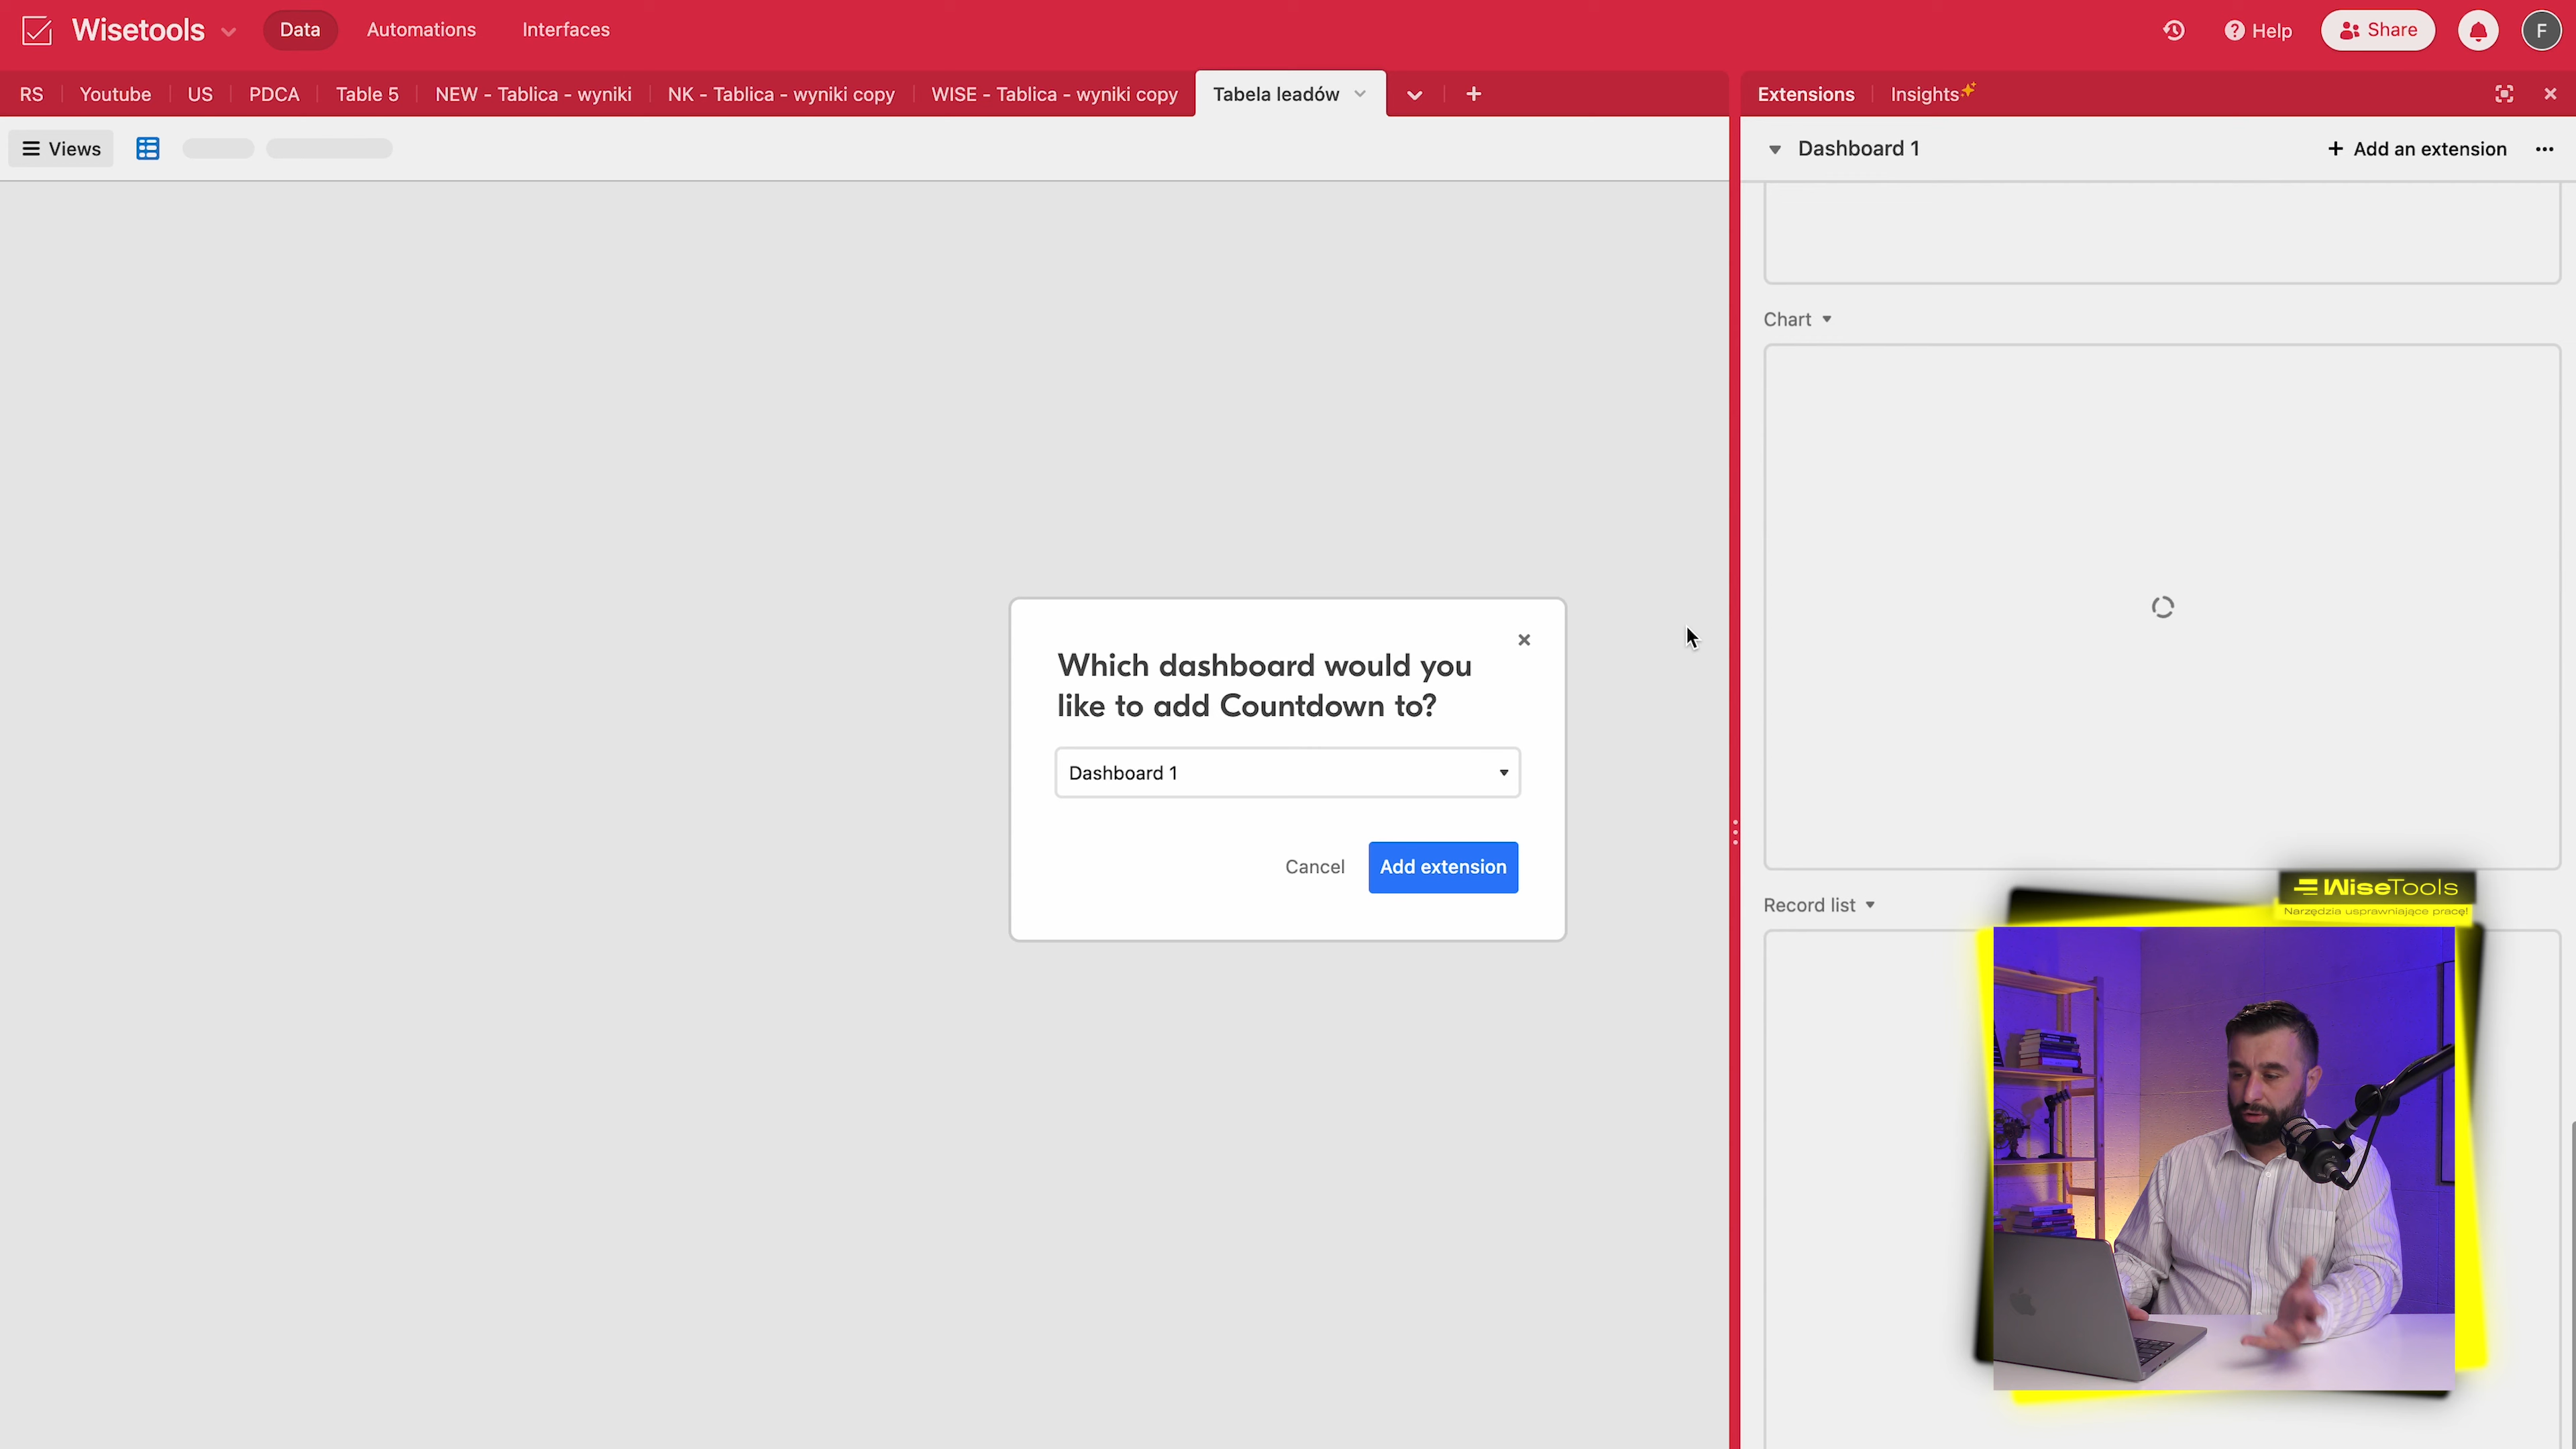 Wisetools
Data
Automations
Interfaces
Help
Share
F
RS
Youtube
US
PDCA
Table 5
NEW - Tablica - wyniki
NK - Tablica - wyniki copy
WISE - Tablica - wyniki copy
Tabela leadów
Extensions
Insights
Views
Dashboard 1
Add an extension
Chart
Which dashboard would you
like to add Countdown to?
Dashboard 1
Cancel
Add extension
Record list
WiseTools
Narzędzia usprawniające pracę!